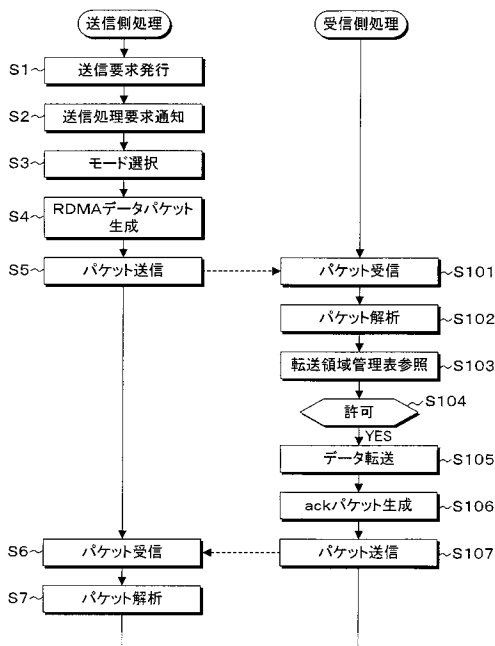 送信側処理
受信側処理
S1
送信要求発行
S2
送信処理要求通知
S3
モード選択
S4
RDMAデータパケット
生成
S5
パケット送信
パケット受信
S101
パケット解析
S102
転送領域管理表参照
S103
許可
S104
YES
データ転送
S105
ackパケット生成
S106
S6
パケット受信
パケット送信
S107
S7
パケット解析